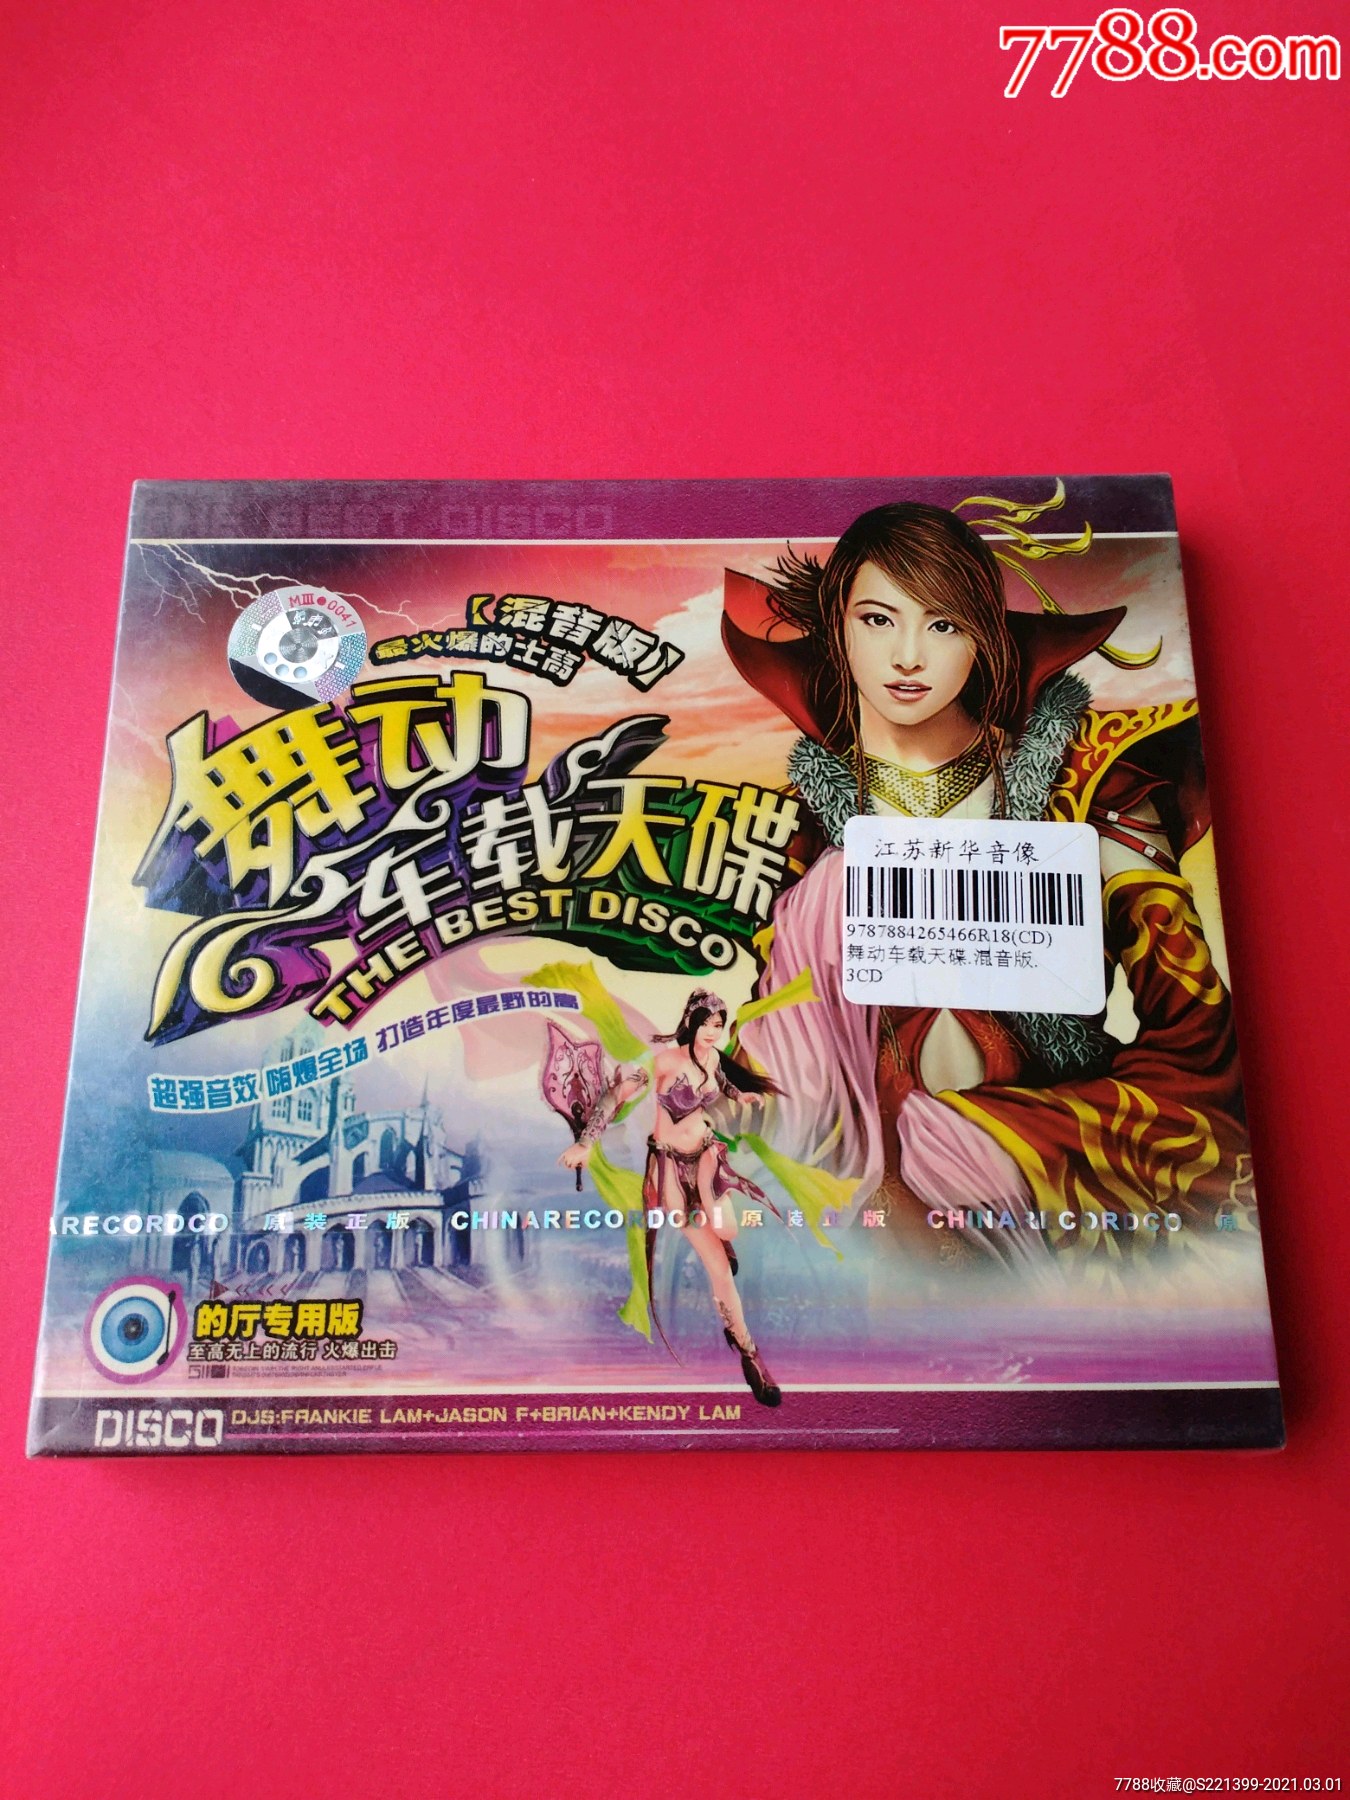 7788.com
THE BEST DISCO
MIII●0041
【混音版】
最火爆的士高
舞动
车载天碟
THE BEST DISCO
江苏新华音像
9787884265466R18(CD)
舞动车载天碟.混音版.
3CD
超强音效 嗨爆全场 打造年度最野的高
ARECORDCO 原装正版 CHINARECORDCO 原装正版 CHINARECORDCO 原
的厅专用版
至高无上的流行 火爆出击
DISCO DJS:FRANKIE LAM+JASON F+BRIAN+KENDY LAM
7788收藏@S221399-2021.03.01